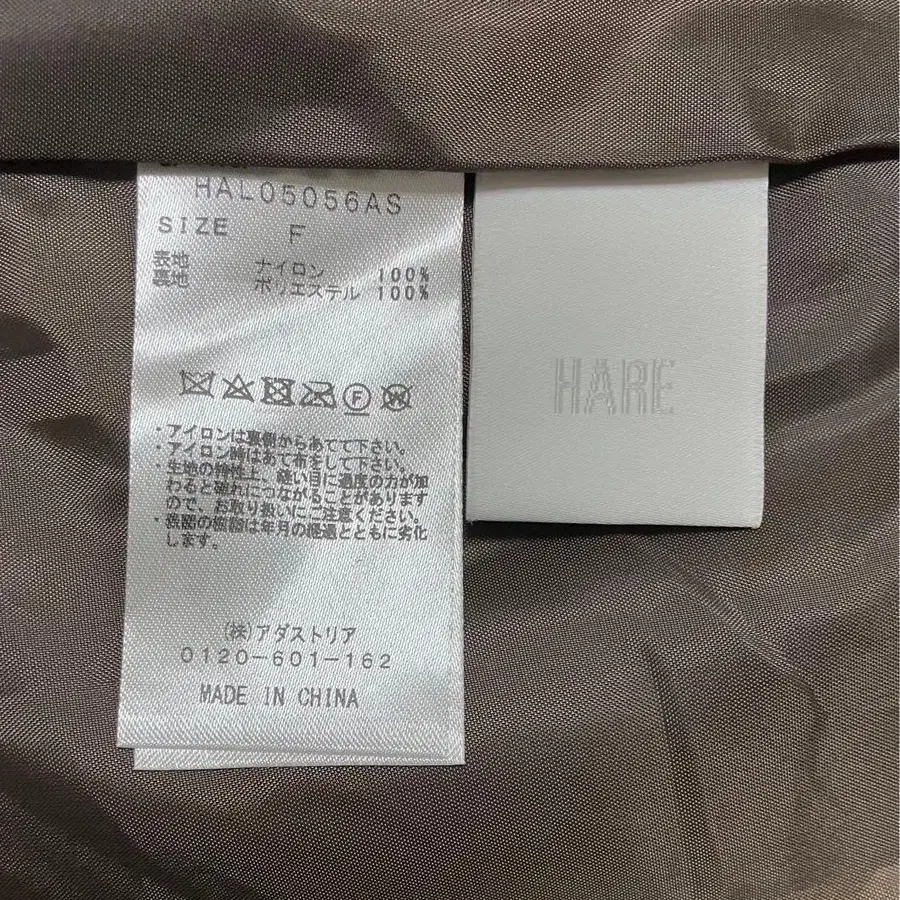 HAL05056AS
SIZE F
表地 ナイロン 100%
裏地 ポリエステル 100%
・アイロンは裏側からあてて下さい。
・アイロン時はあて布をして下さい。
・生地の特性上、縫い目に過度の力が加
わると破れにつながることがあります
ので、お取り扱いにご注意ください。
・表面の樹脂は年月の経過とともに劣化
します。
(株)アダストリア
0120-601-162
MADE IN CHINA
HARE